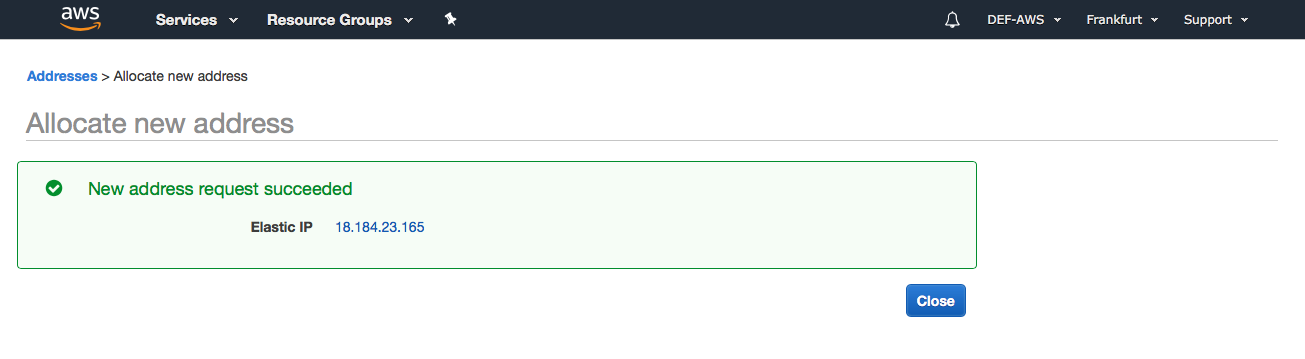 aws Services Resource Groups DEF-AWS Frankfurt Support
Addresses > Allocate new address
Allocate new address
New address request succeeded
Elastic IP 18.184.23.165
Close